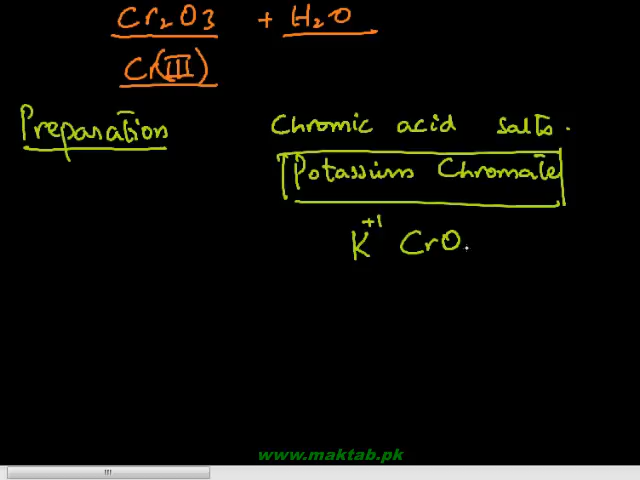 Cr₂O3 + H₂O
Cr(III)
Preparation Chromic acid salts.
Potassium Chromate
K⁺¹ CrO
www.maktab.pk